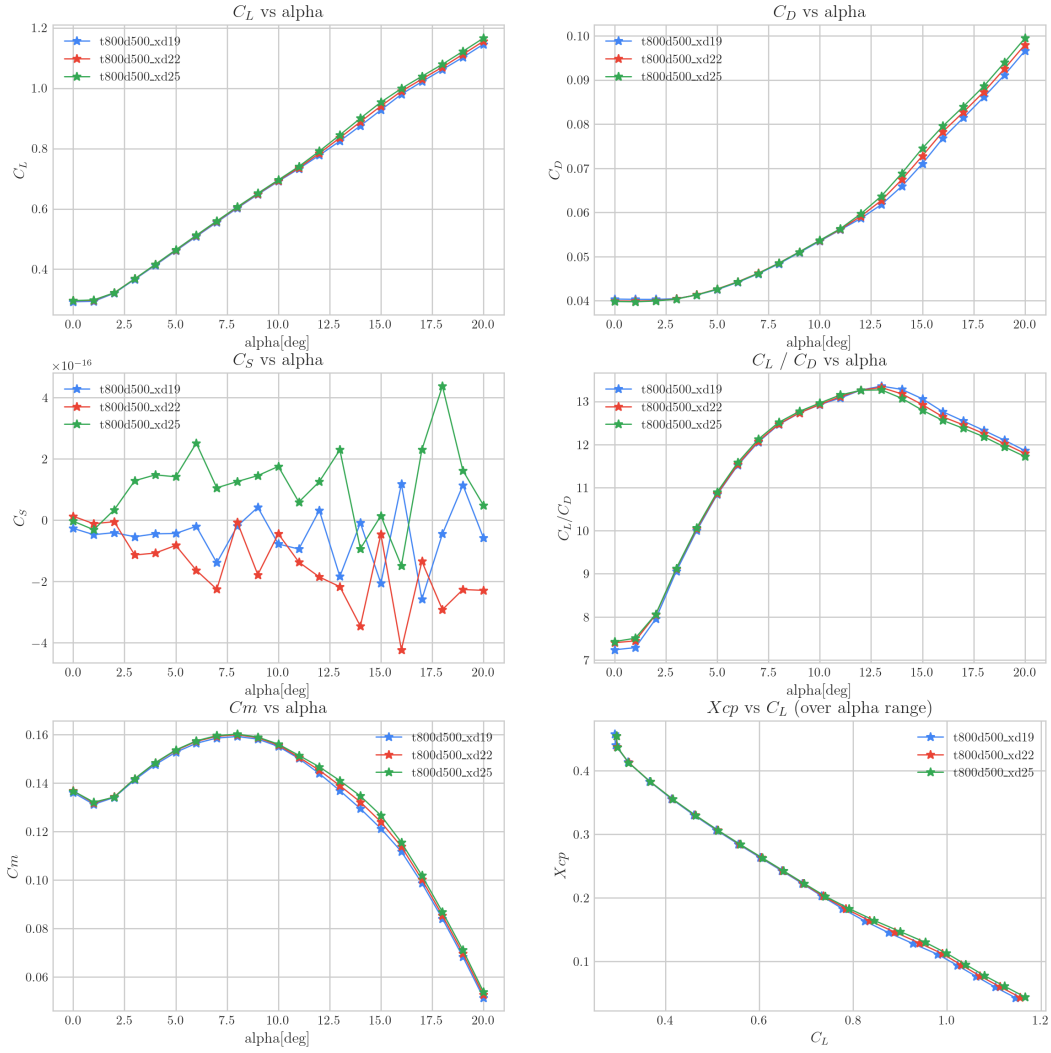 C_L vs alpha
1.2
1.0
0.8
0.6
0.4
C_L
t800d500_xd19
t800d500_xd22
t800d500_xd25
0.0 2.5 5.0 7.5 10.0 12.5 15.0 17.5 20.0
alpha[deg]
C_D vs alpha
0.10
0.09
0.08
0.07
0.06
0.05
0.04
C_D
t800d500_xd19
t800d500_xd22
t800d500_xd25
0.0 2.5 5.0 7.5 10.0 12.5 15.0 17.5 20.0
alpha[deg]
×10⁻¹⁶
C_S vs alpha
4
2
0
−2
−4
C_S
t800d500_xd19
t800d500_xd22
t800d500_xd25
0.0 2.5 5.0 7.5 10.0 12.5 15.0 17.5 20.0
alpha[deg]
C_L / C_D vs alpha
13
12
11
10
9
8
7
C_L/C_D
t800d500_xd19
t800d500_xd22
t800d500_xd25
0.0 2.5 5.0 7.5 10.0 12.5 15.0 17.5 20.0
alpha[deg]
Cm vs alpha
0.16
0.14
0.12
0.10
0.08
0.06
Cm
t800d500_xd19
t800d500_xd22
t800d500_xd25
0.0 2.5 5.0 7.5 10.0 12.5 15.0 17.5 20.0
alpha[deg]
Xcp vs C_L (over alpha range)
0.4
0.3
0.2
0.1
Xcp
t800d500_xd19
t800d500_xd22
t800d500_xd25
0.4 0.6 0.8 1.0 1.2
C_L